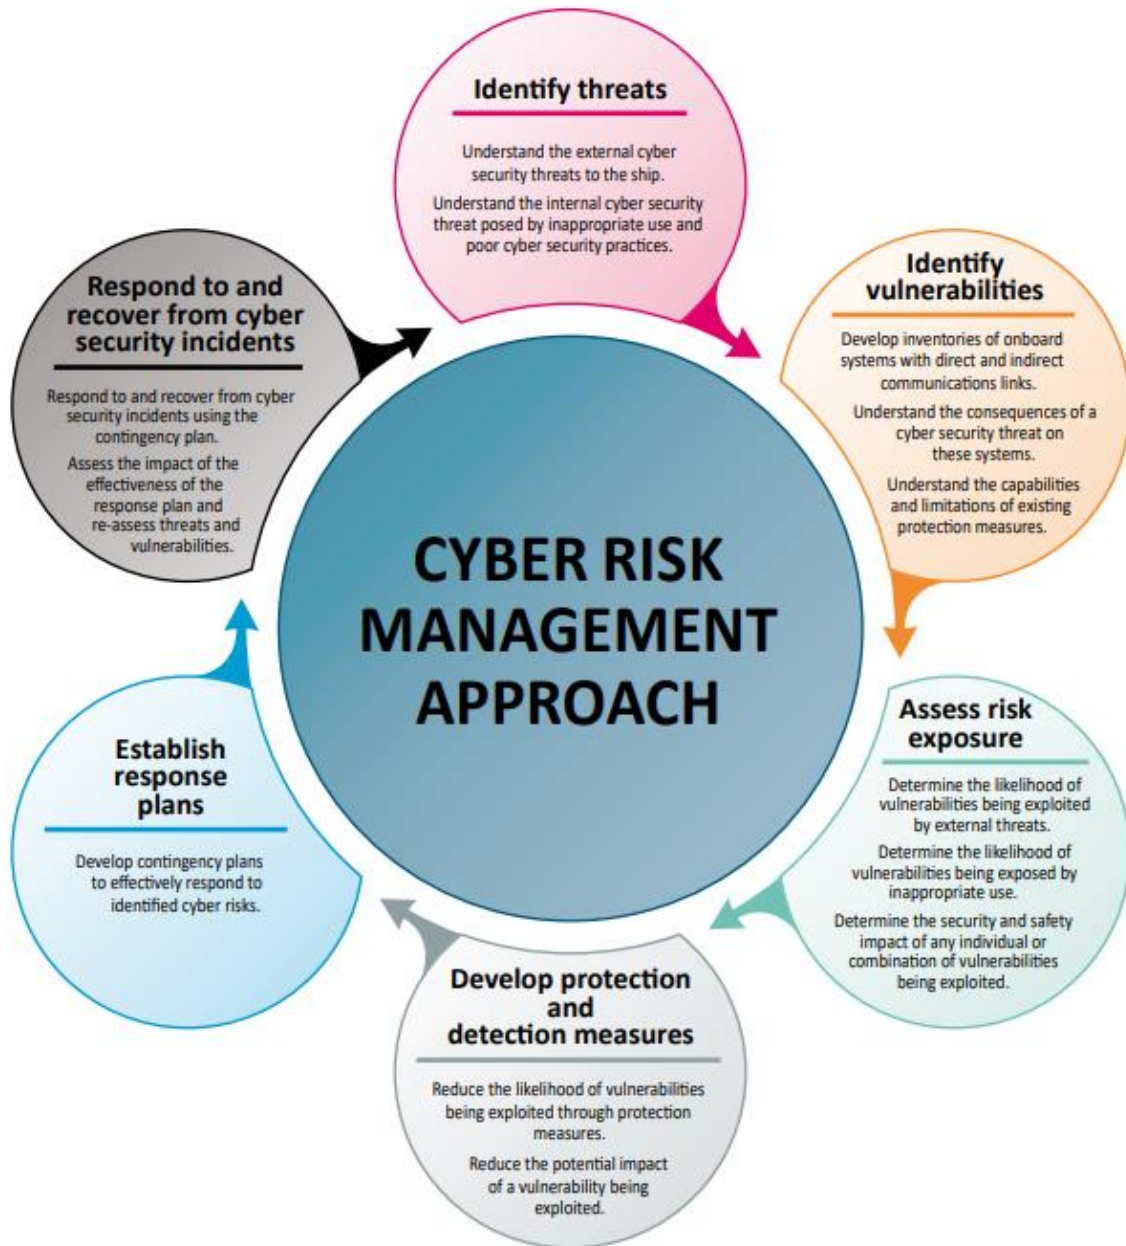 Identify threats
Understand the external cyber
security threats to the ship.
Understand the internal cyber security
threat posed by inappropriate use and
poor cyber security practices.
Identify
vulnerabilities
Develop inventories of onboard
systems with direct and indirect
communications links.
Understand the consequences of a
cyber security threat on
these systems.
Understand the capabilities
and limitations of existing
protection measures.
Assess risk
exposure
Determine the likelihood of
vulnerabilities being exploited
by external threats.
Determine the likelihood of
vulnerabilities being exposed by
inappropriate use.
Determine the security and safety
impact of any individual or
combination of vulnerabilities
being exploited.
Develop protection
and
detection measures
Reduce the likelihood of vulnerabilities
being exploited through protection
measures.
Reduce the potential impact
of a vulnerability being
exploited.
Establish
response
plans
Develop contingency plans
to effectively respond to
identified cyber risks.
Respond to and
recover from cyber
security incidents
Respond to and recover from cyber
security incidents using the
contingency plan.
Assess the impact of the
effectiveness of the
response plan and
re-assess threats and
vulnerabilities.
CYBER RISK
MANAGEMENT
APPROACH